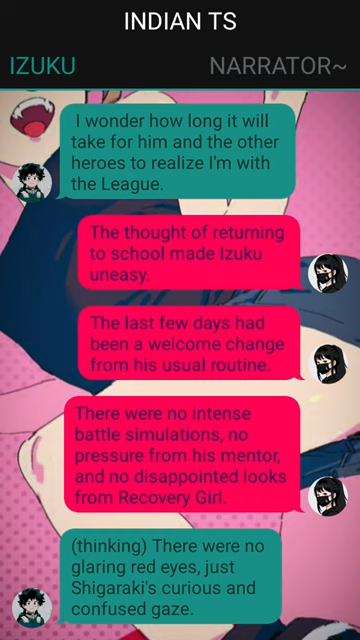 INDIAN TS
IZUKU
NARRATOR~
I wonder how long it will
take for him and the other
heroes to realize I'm with
the League.
The thought of returning
to school made Izuku
uneasy.
The last few days had
been a welcome change
from his usual routine.
There were no intense
battle simulations, no
pressure from his mentor,
and no disappointed looks
from Recovery Girl.
(thinking) There were no
glaring red eyes, just
Shigaraki's curious and
confused gaze.